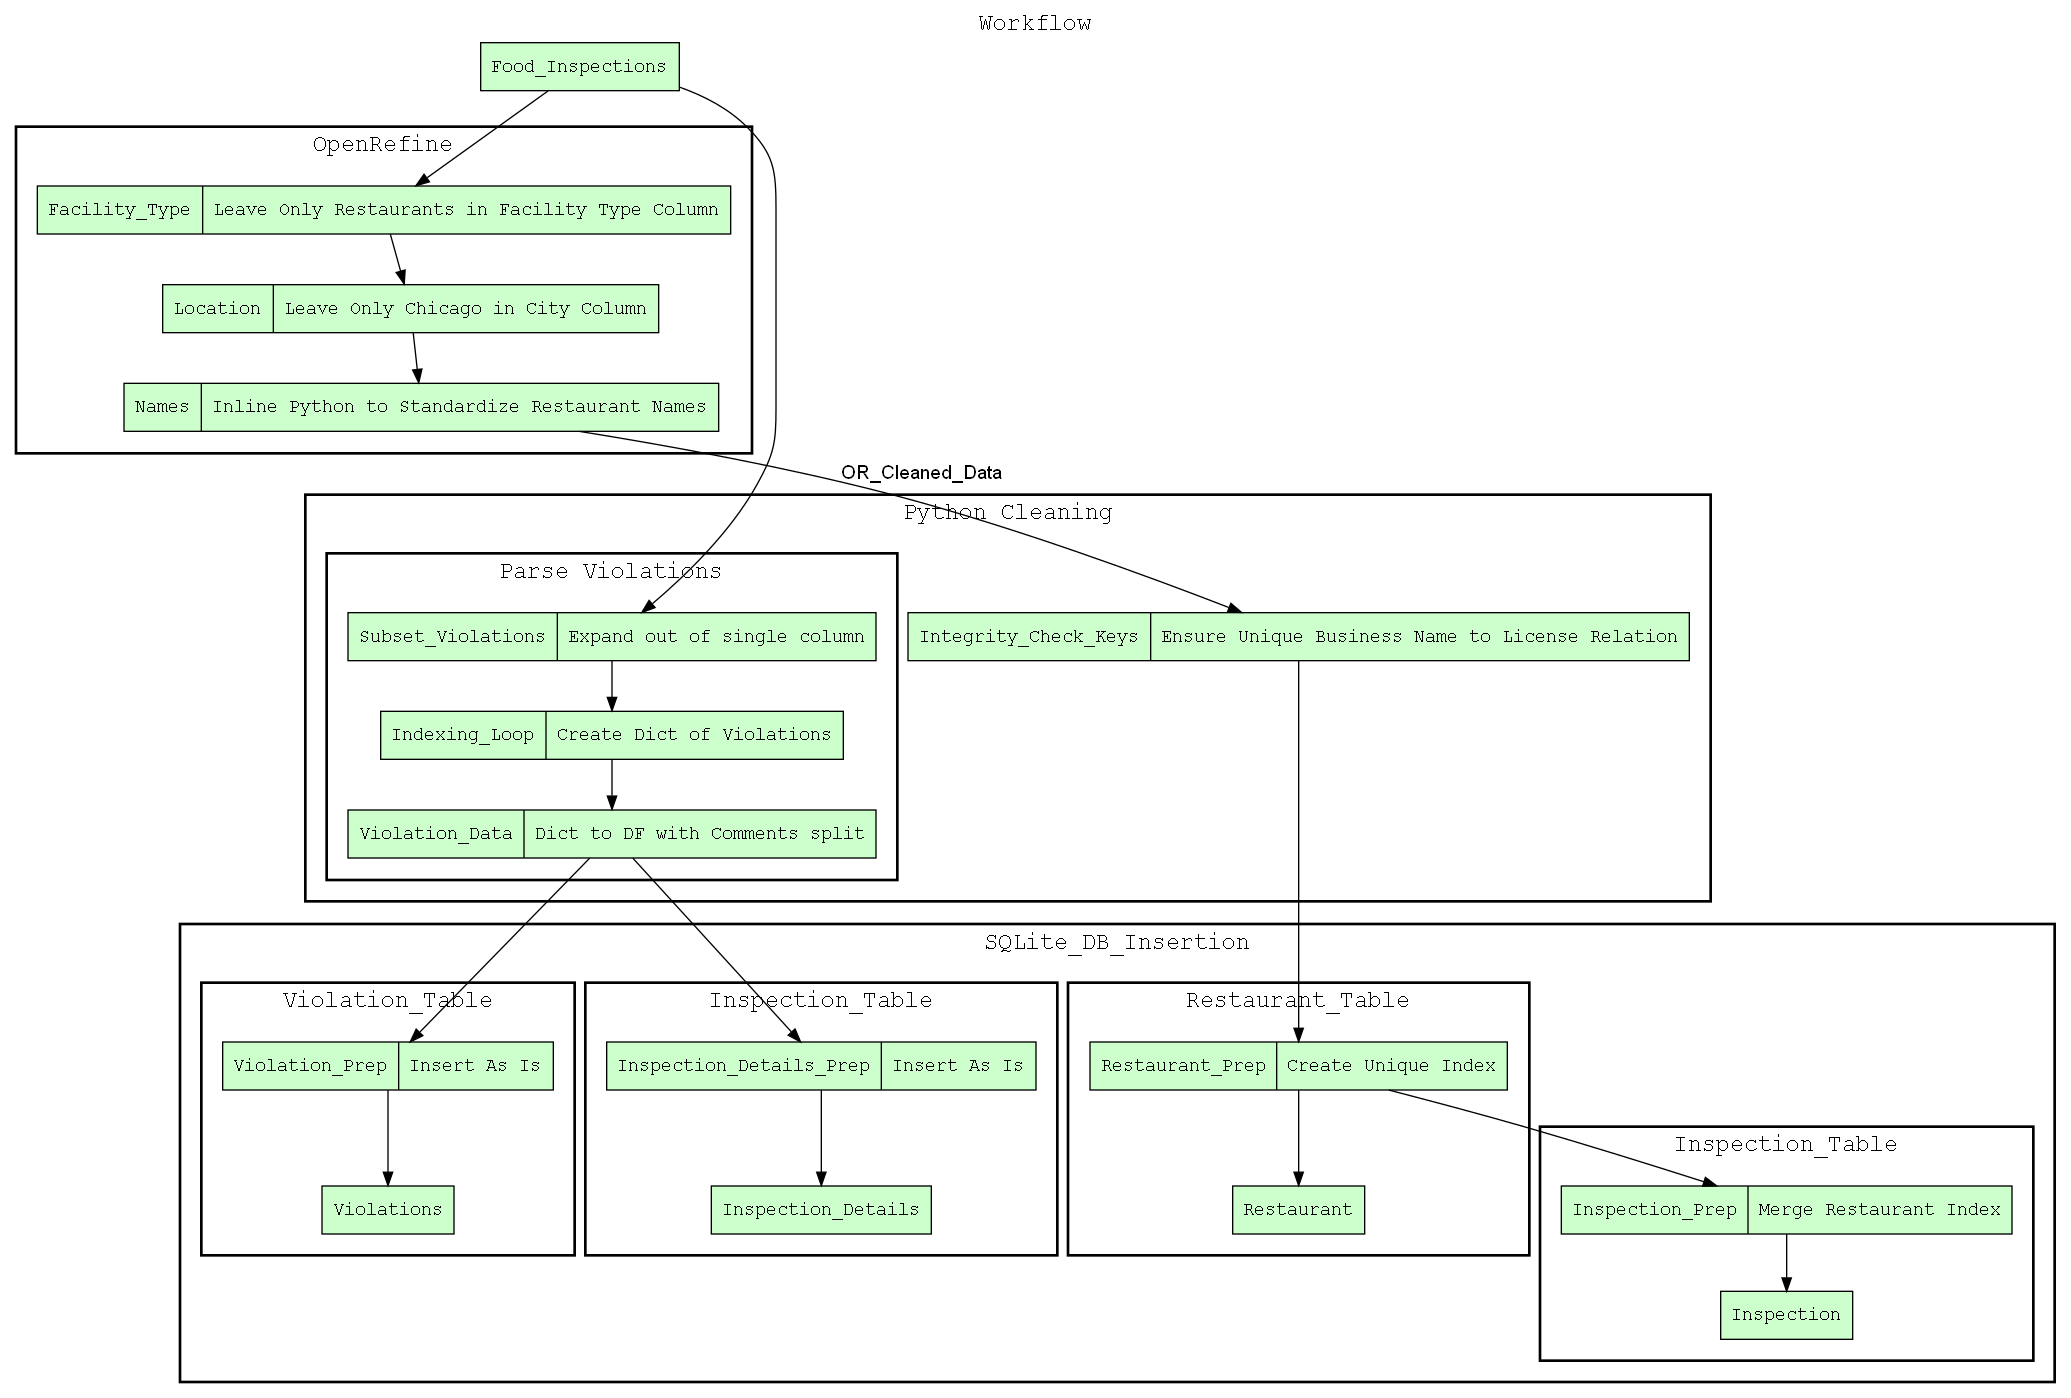 Workflow
Food_Inspections
OpenRefine
Facility_Type
Leave Only Restaurants in Facility Type Column
Location
Leave Only Chicago in City Column
Names
Inline Python to Standardize Restaurant Names
OR_Cleaned_Data
Python Cleaning
Parse Violations
Subset_Violations
Expand out of single column
Integrity_Check_Keys
Ensure Unique Business Name to License Relation
Indexing_Loop
Create Dict of Violations
Violation_Data
Dict to DF with Comments split
SQLite_DB_Insertion
Violation_Table
Inspection_Table
Restaurant_Table
Violation_Prep
Insert As Is
Inspection_Details_Prep
Insert As Is
Restaurant_Prep
Create Unique Index
Inspection_Table
Violations
Inspection_Details
Restaurant
Inspection_Prep
Merge Restaurant Index
Inspection